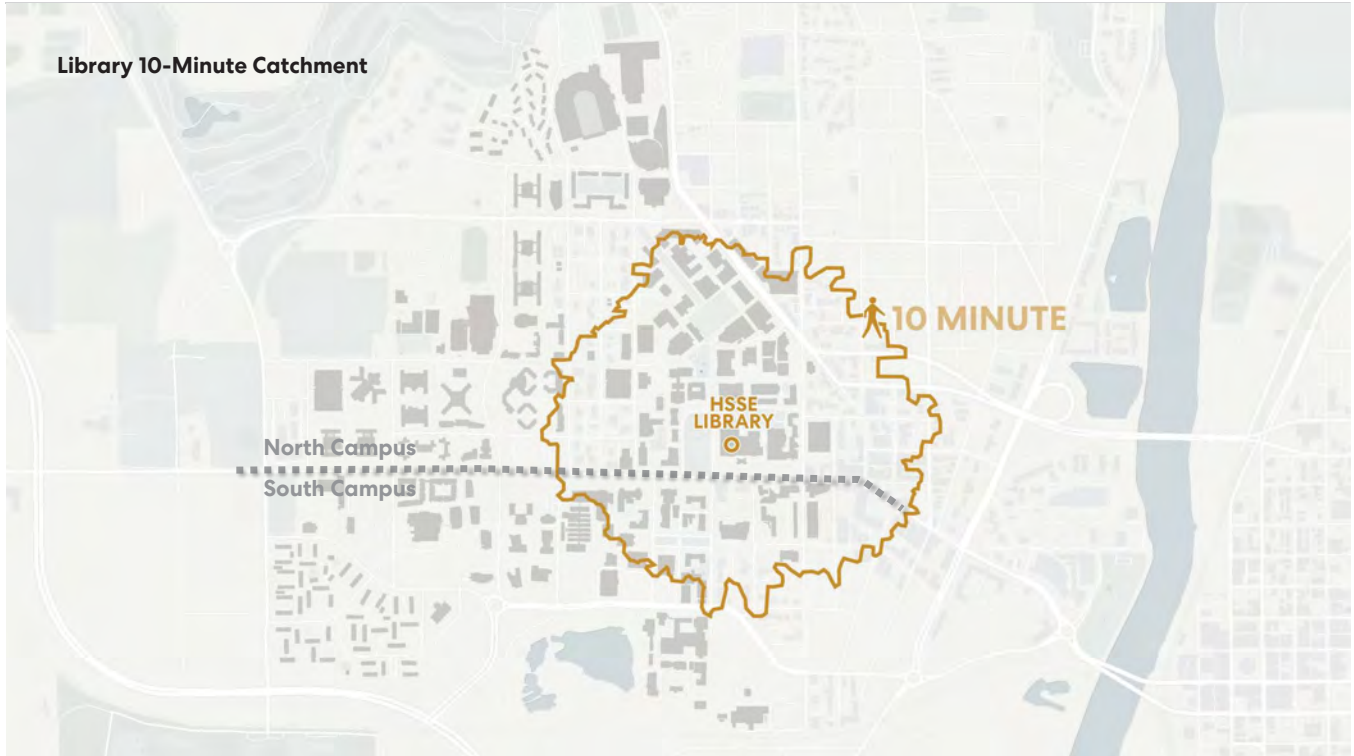 Library 10-Minute Catchment
10 MINUTE
HSSE
LIBRARY
North Campus
South Campus